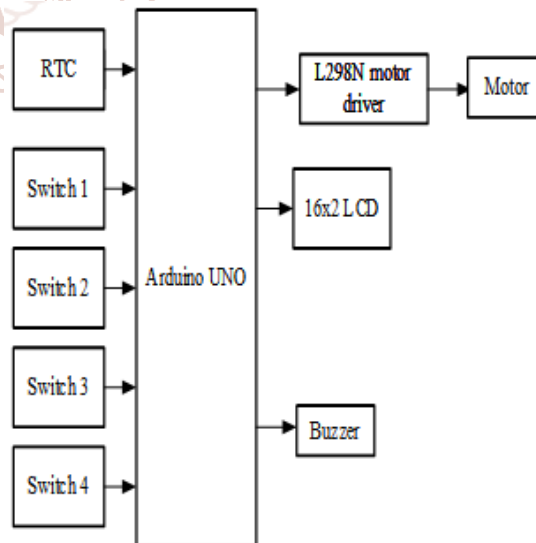 RTC
L298N motor
driver
Motor
Switch 1
16x2 LCD
Switch 2
Arduino UNO
Switch 3
Buzzer
Switch 4